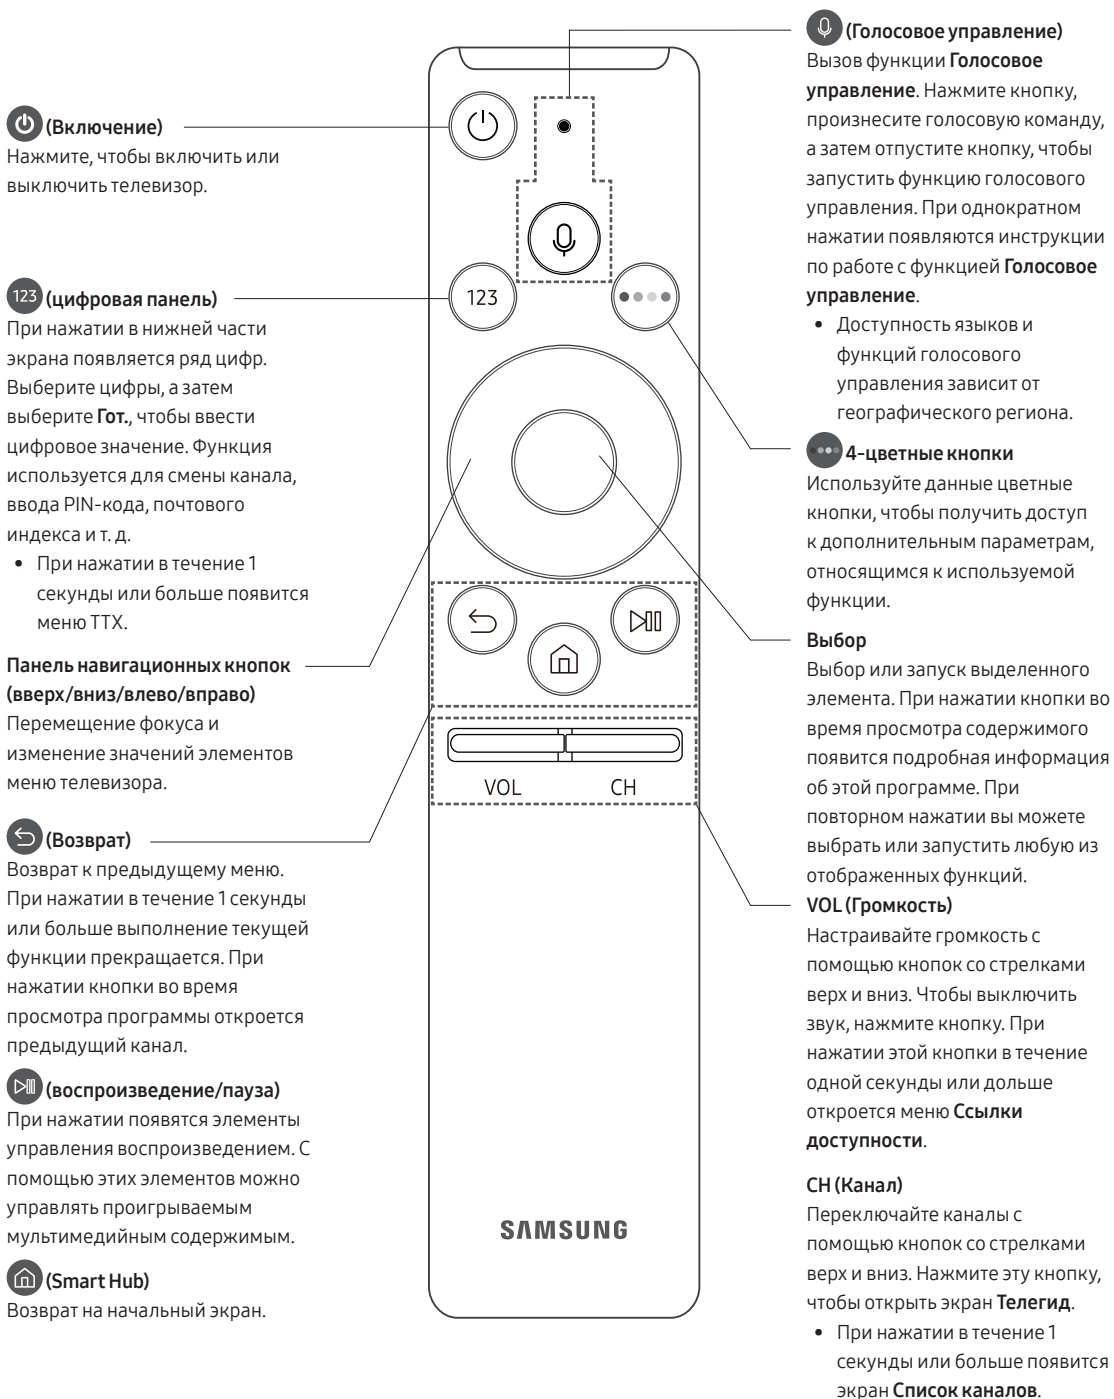 (Включение)
Нажмите, чтобы включить или
выключить телевизор.
123 (цифровая панель)
При нажатии в нижней части
экрана появляется ряд цифр.
Выберите цифры, а затем
выберите Гот., чтобы ввести
цифровое значение. Функция
используется для смены канала,
ввода PIN-кода, почтового
индекса и т. д.
• При нажатии в течение 1
секунды или больше появится
меню TTX.
Панель навигационных кнопок
(вверх/вниз/влево/вправо)
Перемещение фокуса и
изменение значений элементов
меню телевизора.
(Возврат)
Возврат к предыдущему меню.
При нажатии в течение 1 секунды
или больше выполнение текущей
функции прекращается. При
нажатии кнопки во время
просмотра программы откроется
предыдущий канал.
(воспроизведение/пауза)
При нажатии появятся элементы
управления воспроизведением. С
помощью этих элементов можно
управлять проигрываемым
мультимедийным содержимым.
(Smart Hub)
Возврат на начальный экран.
123
VOL CH
SAMSUNG
(Голосовое управление)
Вызов функции Голосовое
управление. Нажмите кнопку,
произнесите голосовую команду,
а затем отпустите кнопку, чтобы
запустить функцию голосового
управления. При однократном
нажатии появляются инструкции
по работе с функцией Голосовое
управление.
• Доступность языков и
функций голосового
управления зависит от
географического региона.
4-цветные кнопки
Используйте данные цветные
кнопки, чтобы получить доступ
к дополнительным параметрам,
относящимся к используемой
функции.
Выбор
Выбор или запуск выделенного
элемента. При нажатии кнопки во
время просмотра содержимого
появится подробная информация
об этой программе. При
повторном нажатии вы можете
выбрать или запустить любую из
отображенных функций.
VOL (Громкость)
Настраивайте громкость с
помощью кнопок со стрелками
верх и вниз. Чтобы выключить
звук, нажмите кнопку. При
нажатии этой кнопки в течение
одной секунды или дольше
откроется меню Ссылки
доступности.
CH (Канал)
Переключайте каналы с
помощью кнопок со стрелками
верх и вниз. Нажмите эту кнопку,
чтобы открыть экран Телегид.
• При нажатии в течение 1
секунды или больше появится
экран Список каналов.